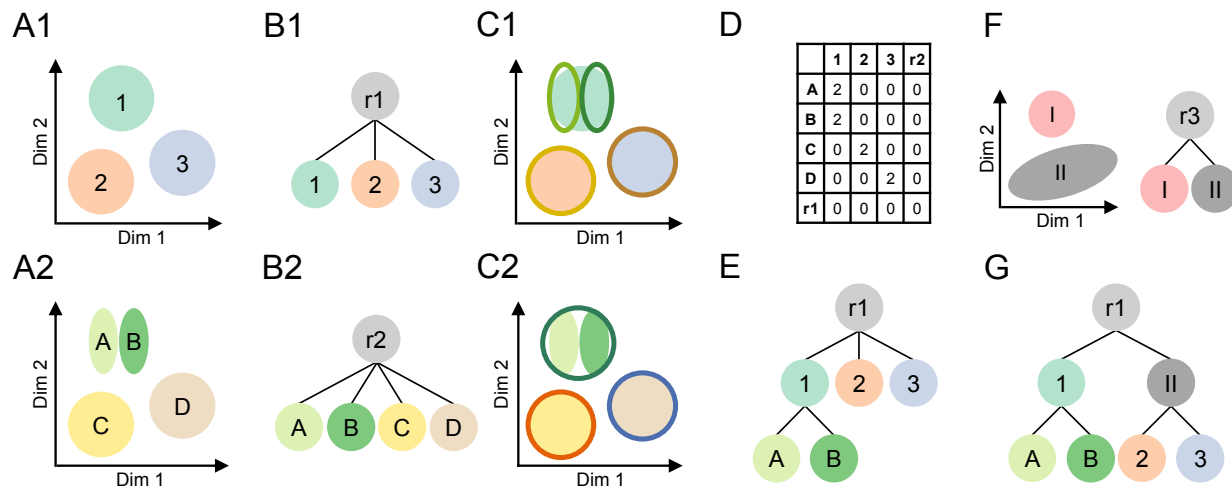 A1
Dim 2
1
2
3
Dim 1
B1
r1
1 2 3
C1
Dim 2
Dim 1
D
1 2 3 r2
A 2 0 0 0
B 2 0 0 0
C 0 2 0 0
D 0 0 2 0
r1 0 0 0 0
F
Dim 2
I
II
Dim 1
r3
I II
A2
Dim 2
A B
C
D
Dim 1
B2
r2
A B C D
C2
Dim 2
Dim 1
E
r1
1 2 3
A B
G
r1
1 II
A B 2 3